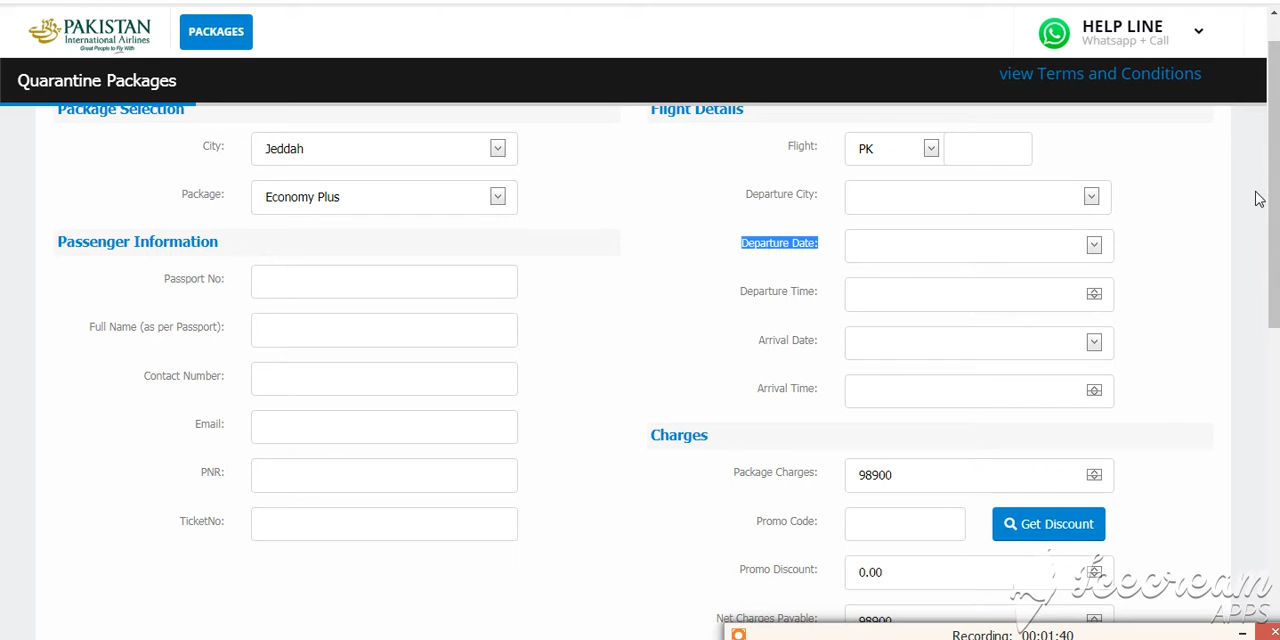 PAKISTAN
International Airlines
Great People to Fly With
PACKAGES
HELP LINE
Whatsapp + Call
Quarantine Packages
view Terms and Conditions
Package Selection
City:
Jeddah
Package:
Economy Plus
Passenger Information
Passport No:
Full Name (as per Passport):
Contact Number:
Email:
PNR:
TicketNo:
Flight Details
Flight:
PK
Departure City:
Departure Date:
Departure Time:
Arrival Date:
Arrival Time:
Charges
Package Charges:
98900
Promo Code:
Get Discount
Promo Discount:
0.00
Net Charges Payable:
98900
Icecream
APPS
Recording: 00:01:40